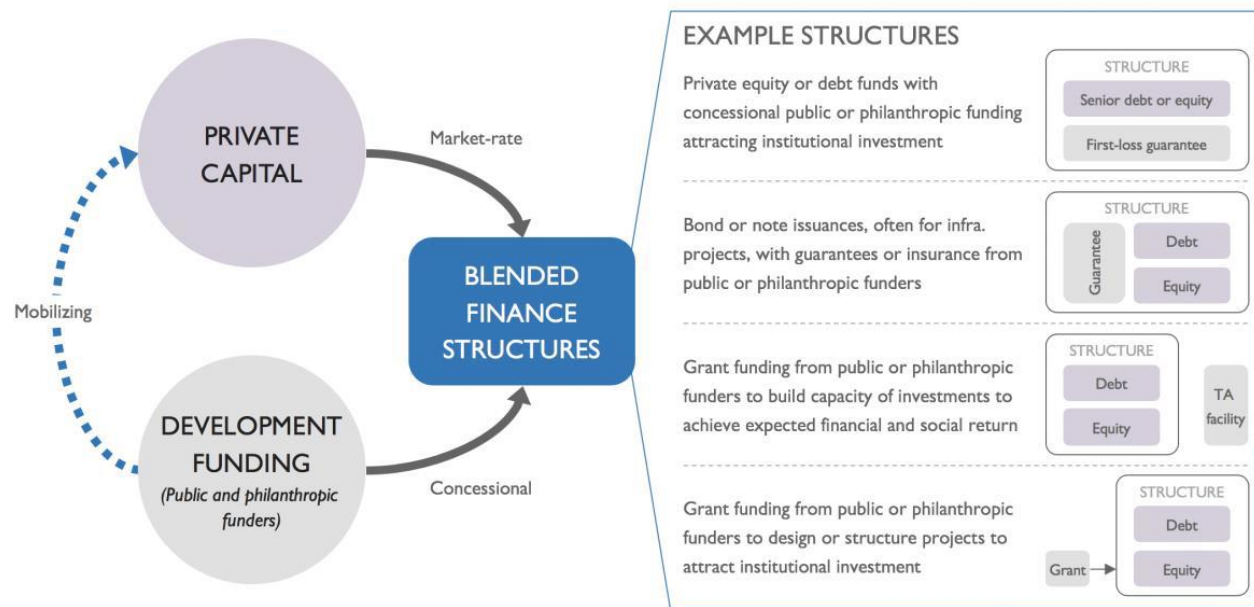 PRIVATE
CAPITAL
Market-rate
Mobilizing
BLENDED
FINANCE
STRUCTURES
DEVELOPMENT
FUNDING
(Public and philanthropic
funders)
Concessional
EXAMPLE STRUCTURES
Private equity or debt funds with
concessional public or philanthropic funding
attracting institutional investment
STRUCTURE
Senior debt or equity
First-loss guarantee
Bond or note issuances, often for infra.
projects, with guarantees or insurance from
public or philanthropic funders
STRUCTURE
Guarantee
Debt
Equity
Grant funding from public or philanthropic
funders to build capacity of investments to
achieve expected financial and social return
STRUCTURE
Debt
Equity
TA
facility
Grant funding from public or philanthropic
funders to design or structure projects to
attract institutional investment
STRUCTURE
Debt
Grant
Equity